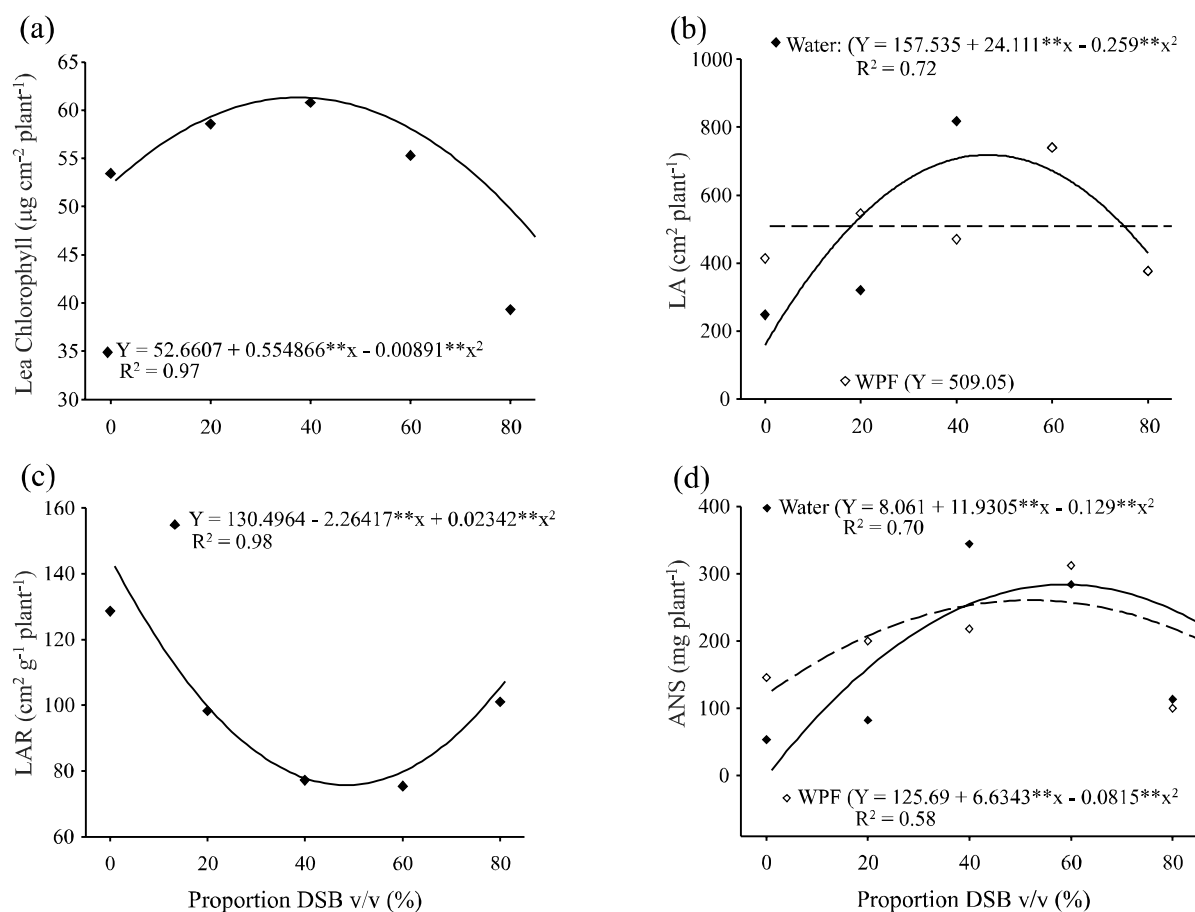 (a)
Lea Chlorophyll (µg cm⁻² plant⁻¹)
65
60
55
50
45
40
35
30
Y = 52.6607 + 0.554866**x - 0.00891**x²
R² = 0.97
0 20 40 60 80
(b)
Water: (Y = 157.535 + 24.111**x - 0.259**x²
R² = 0.72
LA (cm² plant⁻¹)
1000
800
600
400
200
0
WPF (Y = 509.05)
0 20 40 60 80
(c)
LAR (cm² g⁻¹ plant⁻¹)
160
140
120
100
80
60
Y = 130.4964 - 2.26417**x + 0.02342**x²
R² = 0.98
0 20 40 60 80
Proportion DSB v/v (%)
(d)
Water (Y = 8.061 + 11.9305**x - 0.129**x²
R² = 0.70
ANS (mg plant⁻¹)
400
300
200
100
0
WPF (Y = 125.69 + 6.6343**x - 0.0815**x²
R² = 0.58
0 20 40 60 80
Proportion DSB v/v (%)